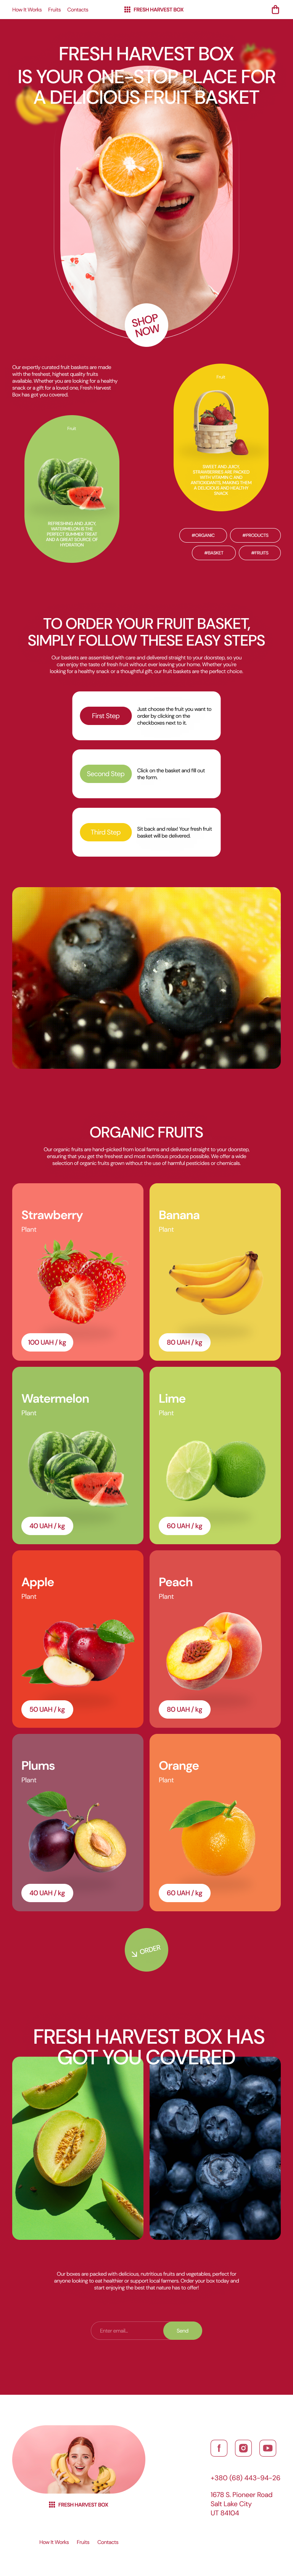 How It Works
Fruits
Contacts
FRESH HARVEST BOX
FRESH HARVEST BOX
IS YOUR ONE-STOP PLACE FOR
A DELICIOUS FRUIT BASKET
SHOP
NOW
Our expertly curated fruit baskets are made
with the freshest, highest quality fruits
available. Whether you are looking for a healthy
snack or a gift for a loved one, Fresh Harvest
Box has got you covered.
Fruit
SWEET AND JUICY,
STRAWBERRIES ARE PACKED
WITH VITAMIN C AND
ANTIOXIDANTS, MAKING THEM
A DELICIOUS AND HEALTHY
SNACK
Fruit
REFRESHING AND JUICY,
WATERMELON IS THE
PERFECT SUMMER TREAT
AND A GREAT SOURCE OF
HYDRATION
#ORGANIC
#PRODUCTS
#BASKET
#FRUITS
TO ORDER YOUR FRUIT BASKET,
SIMPLY FOLLOW THESE EASY STEPS
Our baskets are assembled with care and delivered straight to your doorstep, so you
can enjoy the taste of fresh fruit without ever leaving your home. Whether you're
looking for a healthy snack or a thoughtful gift, our fruit baskets are the perfect choice.
First Step
Just choose the fruit you want to
order by clicking on the
checkboxes next to it.
Second Step
Click on the basket and fill out
the form.
Third Step
Sit back and relax! Your fresh fruit
basket will be delivered.
ORGANIC FRUITS
Our organic fruits are hand-picked from local farms and delivered straight to your doorstep,
ensuring that you get the freshest and most nutritious produce possible. We offer a wide
selection of organic fruits grown without the use of harmful pesticides or chemicals.
Strawberry
Plant
100 UAH / kg
Banana
Plant
80 UAH / kg
Watermelon
Plant
40 UAH / kg
Lime
Plant
60 UAH / kg
Apple
Plant
50 UAH / kg
Peach
Plant
80 UAH / kg
Plums
Plant
40 UAH / kg
Orange
Plant
60 UAH / kg
ORDER
FRESH HARVEST BOX HAS
GOT YOU COVERED
Our boxes are packed with delicious, nutritious fruits and vegetables, perfect for
anyone looking to eat healthier or support local farmers. Order your box today and
start enjoying the best that nature has to offer!
Enter email...
Send
FRESH HARVEST BOX
How It Works
Fruits
Contacts
+380 (68) 443-94-26
1678 S. Pioneer Road
Salt Lake City
UT 84104